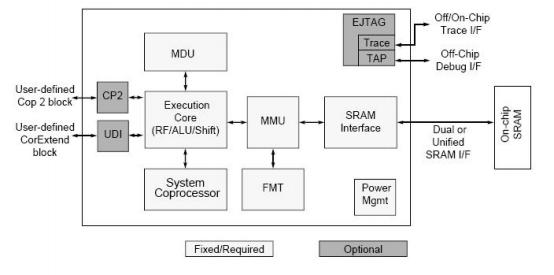 EJTAG
Trace
TAP
Off/On-Chip
Trace I/F
Off-Chip
Debug I/F
MDU
User-defined
Cop 2 block
CP2
User-defined
CorExtend
block
UDI
Execution
Core
(RF/ALU/Shift)
MMU
SRAM
Interface
Dual or
Unified
SRAM I/F
On-chip
SRAM
System
Coprocessor
FMT
Power
Mgmt
Fixed/Required
Optional